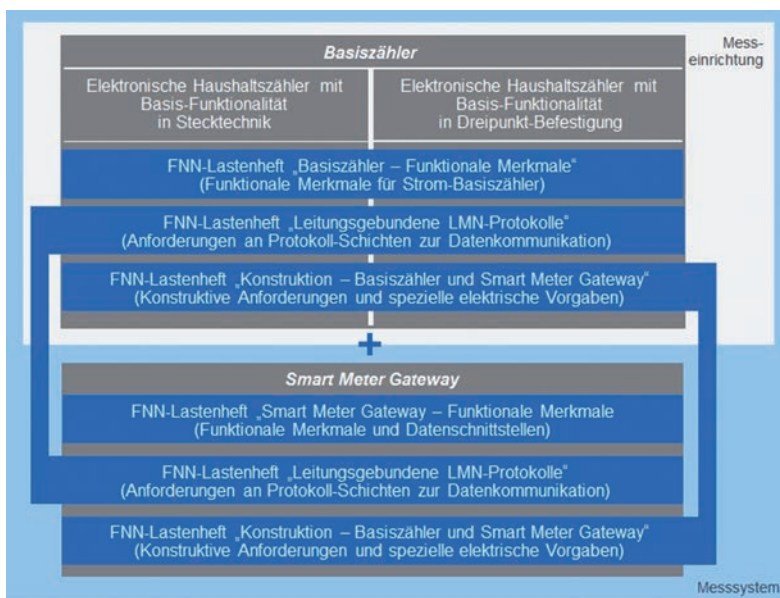 Basiszähler
Mess-
einrichtung
Elektronische Haushaltszähler mit
Basis-Funktionalität
in Stecktechnik
Elektronische Haushaltszähler mit
Basis-Funktionalität
in Dreipunkt-Befestigung
FNN-Lastenheft „Basiszähler – Funktionale Merkmale“
(Funktionale Merkmale für Strom-Basiszähler)
FNN-Lastenheft „Leitungsgebundene LMN-Protokolle“
(Anforderungen an Protokoll-Schichten zur Datenkommunikation)
FNN-Lastenheft „Konstruktion – Basiszähler und Smart Meter Gateway“
(Konstruktive Anforderungen und spezielle elektrische Vorgaben)
+
Smart Meter Gateway
FNN-Lastenheft „Smart Meter Gateway – Funktionale Merkmale
(Funktionale Merkmale und Datenschnittstellen)
FNN-Lastenheft „Leitungsgebundene LMN-Protokolle“
(Anforderungen an Protokoll-Schichten zur Datenkommunikation)
FNN-Lastenheft „Konstruktion – Basiszähler und Smart Meter Gateway“
(Konstruktive Anforderungen und spezielle elektrische Vorgaben)
Messsystem